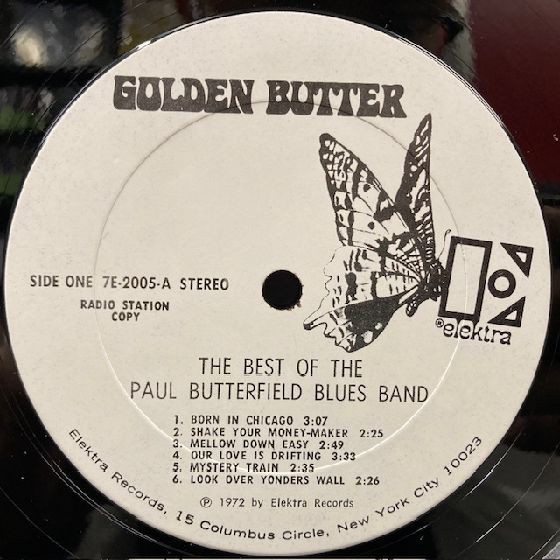 GOLDEN BUTTER
SIDE ONE 7E-2005-A STEREO
RADIO STATION
COPY
® elektra
THE BEST OF THE
PAUL BUTTERFIELD BLUES BAND
1. BORN IN CHICAGO 3:07
2. SHAKE YOUR MONEY-MAKER 2:25
3. MELLOW DOWN EASY 2:49
4. OUR LOVE IS DRIFTING 3:33
5. MYSTERY TRAIN 2:35
6. LOOK OVER YONDERS WALL 2:26
℗ 1972 by Elektra Records
Elektra Records, 15 Columbus Circle, New York City 10023